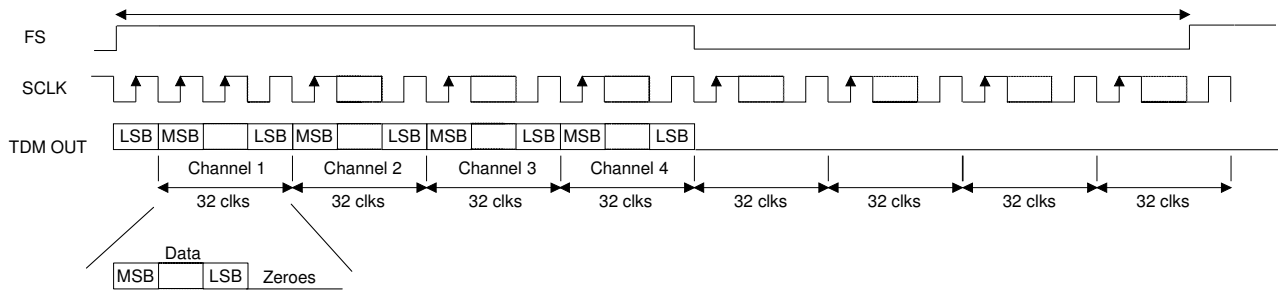 FS
SCLK
TDM OUT
LSB MSB LSB MSB LSB MSB LSB MSB LSB
Channel 1 Channel 2 Channel 3 Channel 4
32 clks 32 clks 32 clks 32 clks 32 clks 32 clks 32 clks 32 clks
Data
MSB LSB Zeroes